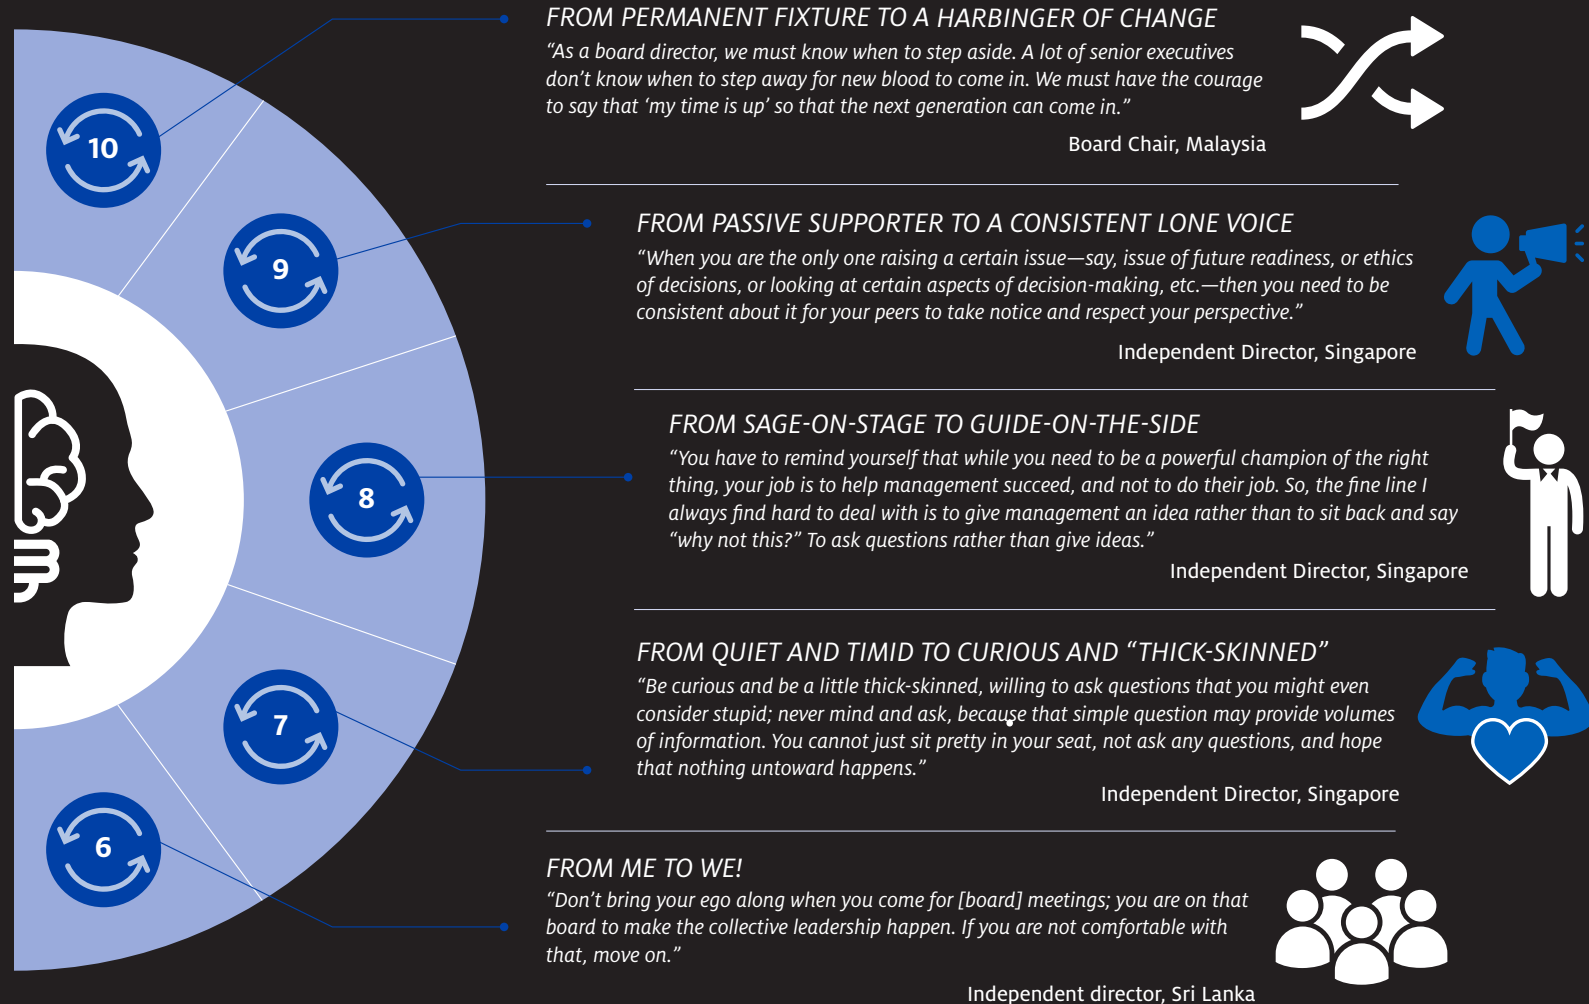 10
FROM PERMANENT FIXTURE TO A HARBINGER OF CHANGE
“As a board director, we must know when to step aside. A lot of senior executives
don’t know when to step away for new blood to come in. We must have the courage
to say that ‘my time is up’ so that the next generation can come in.”
Board Chair, Malaysia
9
FROM PASSIVE SUPPORTER TO A CONSISTENT LONE VOICE
“When you are the only one raising a certain issue—say, issue of future readiness, or ethics
of decisions, or looking at certain aspects of decision-making, etc.—then you need to be
consistent about it for your peers to take notice and respect your perspective.”
Independent Director, Singapore
8
FROM SAGE-ON-STAGE TO GUIDE-ON-THE-SIDE
“You have to remind yourself that while you need to be a powerful champion of the right
thing, your job is to help management succeed, and not to do their job. So, the fine line I
always find hard to deal with is to give management an idea rather than to sit back and say
“why not this?” To ask questions rather than give ideas.”
Independent Director, Singapore
7
FROM QUIET AND TIMID TO CURIOUS AND “THICK-SKINNED”
“Be curious and be a little thick-skinned, willing to ask questions that you might even
consider stupid; never mind and ask, because that simple question may provide volumes
of information. You cannot just sit pretty in your seat, not ask any questions, and hope
that nothing untoward happens.”
Independent Director, Singapore
6
FROM ME TO WE!
“Don’t bring your ego along when you come for [board] meetings; you are on that
board to make the collective leadership happen. If you are not comfortable with
that, move on.”
Independent director, Sri Lanka